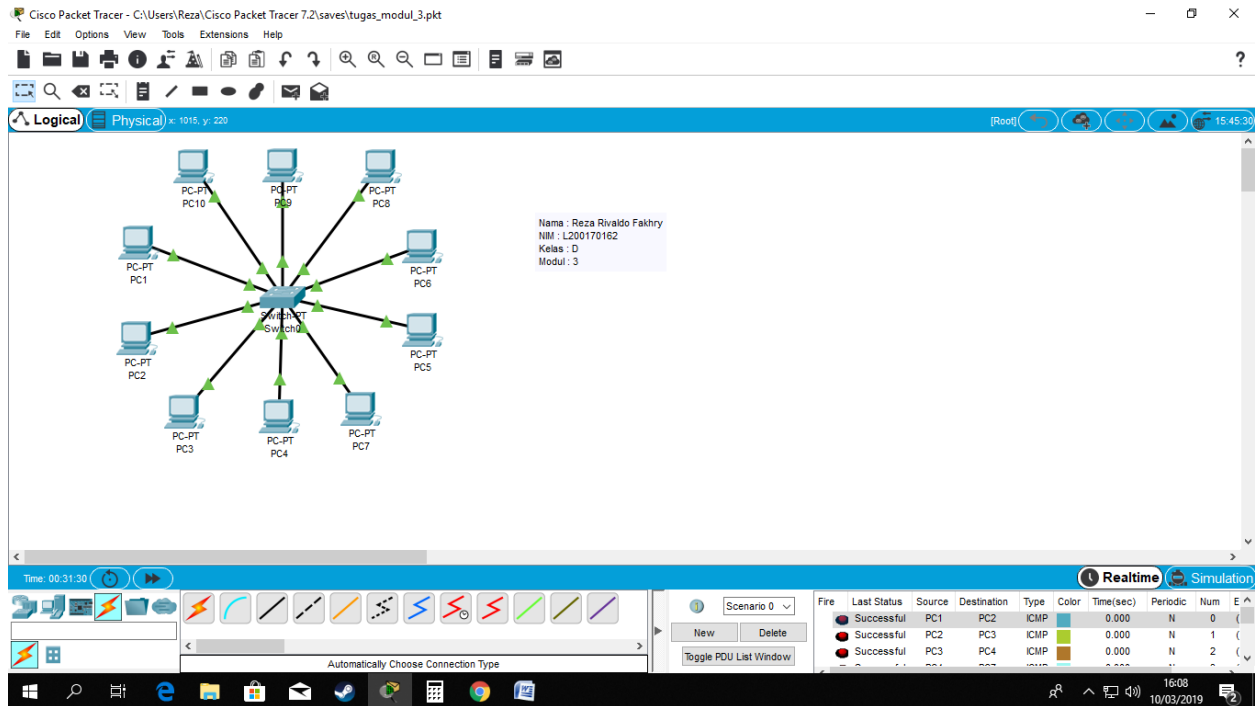 Cisco Packet Tracer - C:\Users\Reza\Cisco Packet Tracer 7.2\saves\tugas_modul_3.pkt
File Edit Options View Tools Extensions Help
?
Logical Physical x: 1015, y: 220 [Root] 15:45:30
PC-PT
PC10
PC-PT
PC9
PC-PT
PC8
Nama : Reza Rivaldo Fakhry
NIM : L200170162
Kelas : D
Modul : 3
PC-PT
PC1
PC-PT
PC6
Switch-PT
Switch0
PC-PT
PC2
PC-PT
PC5
PC-PT
PC3
PC-PT
PC4
PC-PT
PC7
Time: 00:31:30 Realtime Simulation
Scenario 0
New Delete
Toggle PDU List Window
Automatically Choose Connection Type
Fire Last Status Source Destination Type Color Time(sec) Periodic Num E
Successful PC1 PC2 ICMP 0.000 N 0 (
Successful PC2 PC3 ICMP 0.000 N 1 (
Successful PC3 PC4 ICMP 0.000 N 2 (
16:08
10/03/2019
2